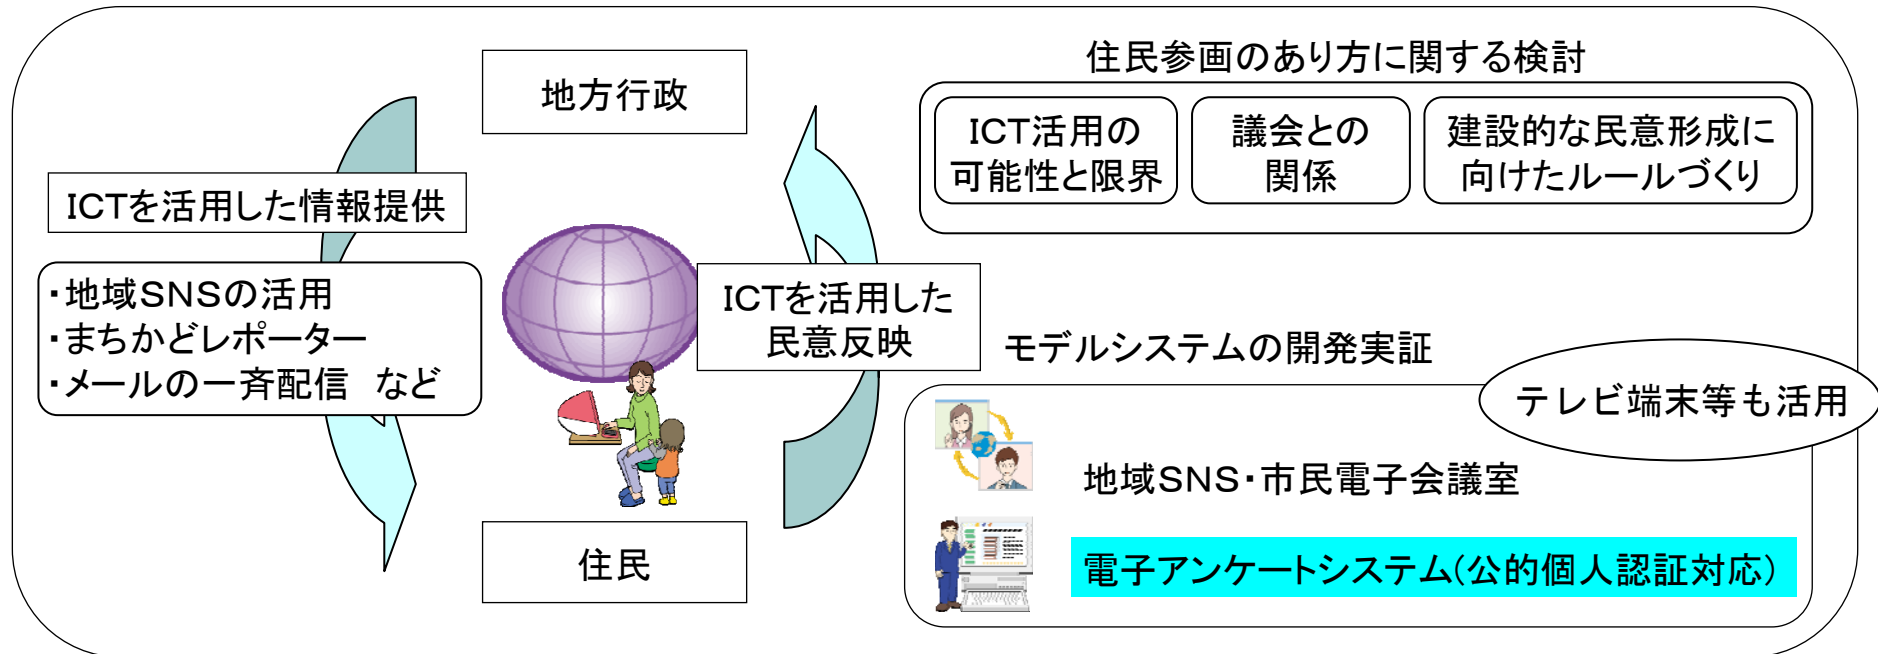 地方行政
ICTを活用した情報提供
・地域SNSの活用
・まちかどレポーター
・メールの一斉配信　など
ICTを活用した
民意反映
住民
住民参画のあり方に関する検討
ICT活用の
可能性と限界
議会との
関係
建設的な民意形成に
向けたルールづくり
モデルシステムの開発実証
テレビ端末等も活用
地域SNS・市民電子会議室
電子アンケートシステム(公的個人認証対応)